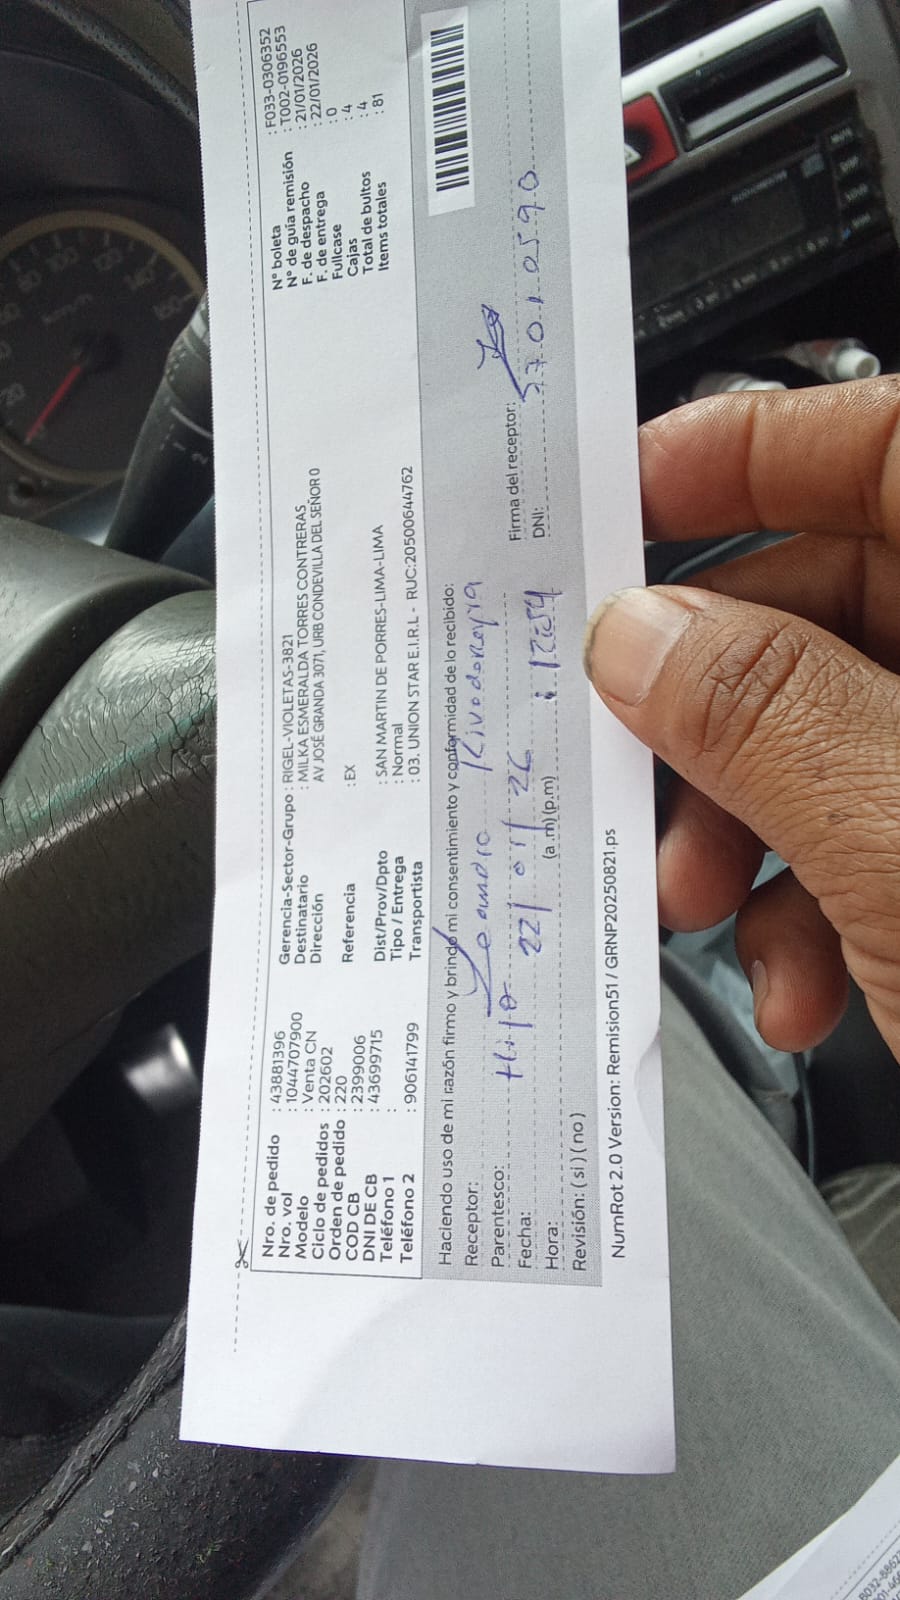 Nro. de pedido : 43881396
Nro. vol : 1044707900
Modelo : Venta CN
Ciclo de pedidos : 202602
Orden de pedido : 220
COD CB : 2399006
DNI DE CB : 43699715
Teléfono 1 :
Teléfono 2 : 906141799
Gerencia-Sector-Grupo : RIGEL-VIOLETAS-3821
Destinatario : MILKA ESMERALDA TORRES CONTRERAS
Dirección AV JOSÉ GRANDA 3071, URB CONDEVILLA DEL SEÑOR 0
Referencia : EX
Dist/Prov/Dpto : SAN MARTIN DE PORRES-LIMA-LIMA
Tipo / Entrega : Normal
Transportista : 03. UNION STAR E.I.R.L - RUC:20500644762
N° boleta : F033-0306352
N° de guía remisión : T002-0196553
F. de despacho : 21/01/2026
F. de entrega : 22/01/2026
Fullcase : 0
Cajas : 4
Total de bultos : 4
Items totales : 81
Haciendo uso de mi razón firmo y brindo mi consentimiento y conformidad de lo recibido:
Receptor: Leandro
Parentesco: Hijo
Firma del receptor:
Fecha: 22/01/26
DNI:
Hora: (a .m) (p.m) : 12:54
Revisión: ( si ) ( no )
NumRot 2.0 Version: Remision51 / GRNP20250821.ps